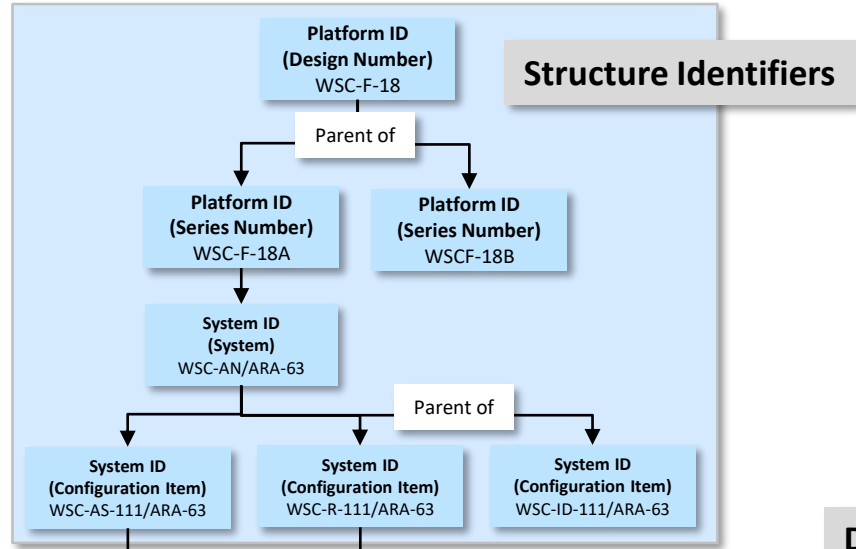 Platform ID
(Design Number)
WSC-F-18
Structure Identifiers
Parent of
Platform ID
(Series Number)
WSC-F-18A
Platform ID
(Series Number)
WSCF-18B
System ID
(System)
WSC-AN/ARA-63
Parent of
System ID
(Configuration Item)
WSC-AS-111/ARA-63
System ID
(Configuration Item)
WSC-R-111/ARA-63
System ID
(Configuration Item)
WSC-ID-111/ARA-63